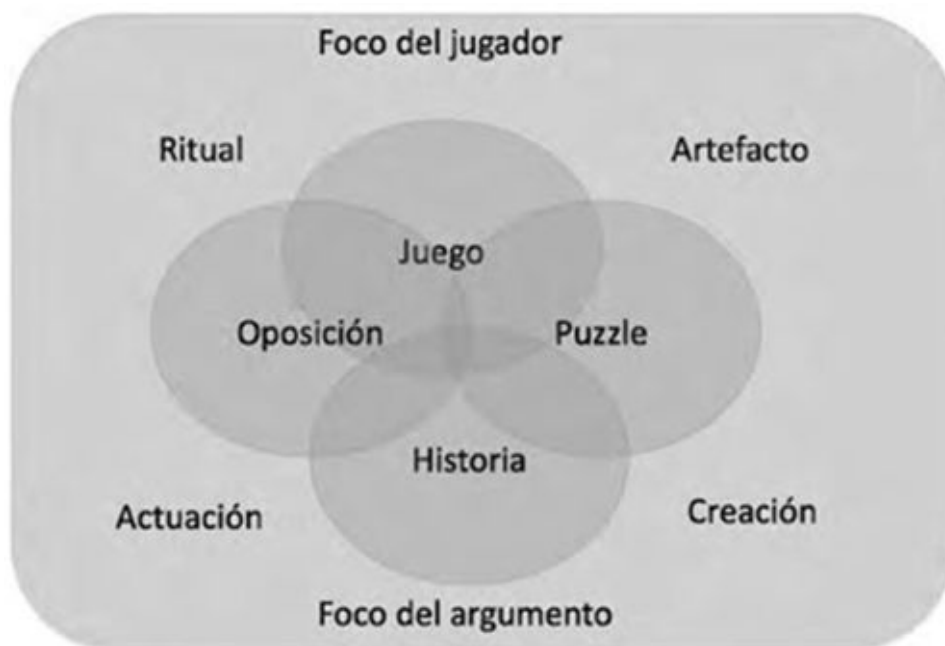 Foco del jugador
Ritual
Artefacto
Juego
Oposición
Puzzle
Historia
Actuación
Creación
Foco del argumento